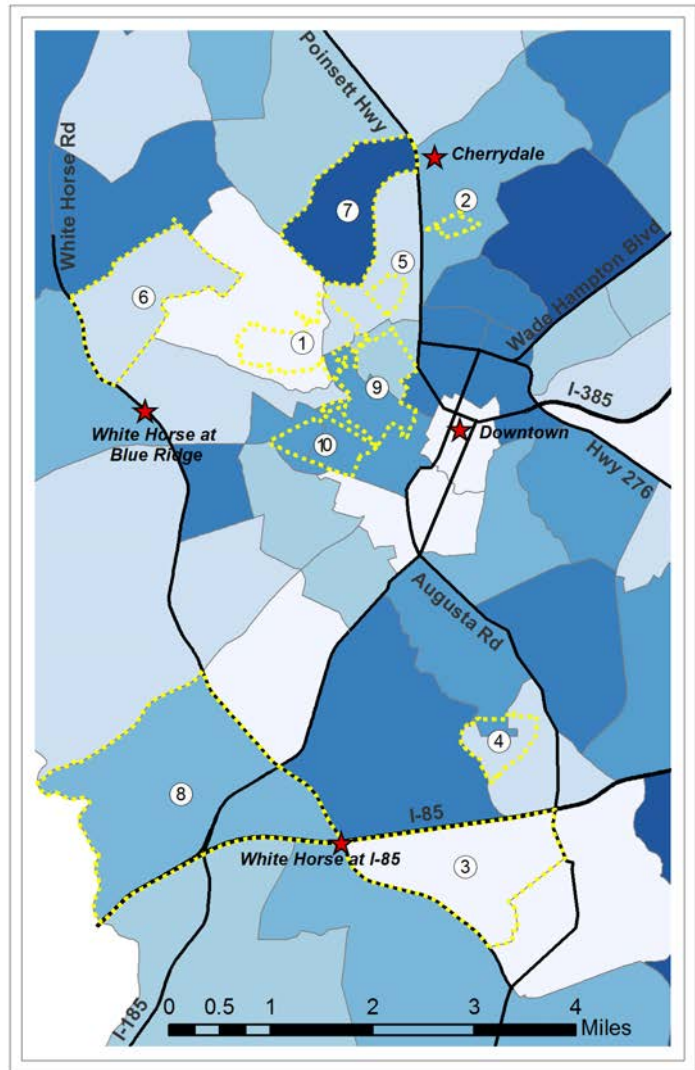 Poinsett Hwy
White Horse Rd
Cherrydale
2
7
Wade Hampton Blvd
5
6
1
9
I-385
White Horse at
Blue Ridge
10
Downtown
Hwy 276
Augusta Rd
4
8
I-85
White Horse at I-85
3
I-185
0 0.5 1 2 3 4
Miles